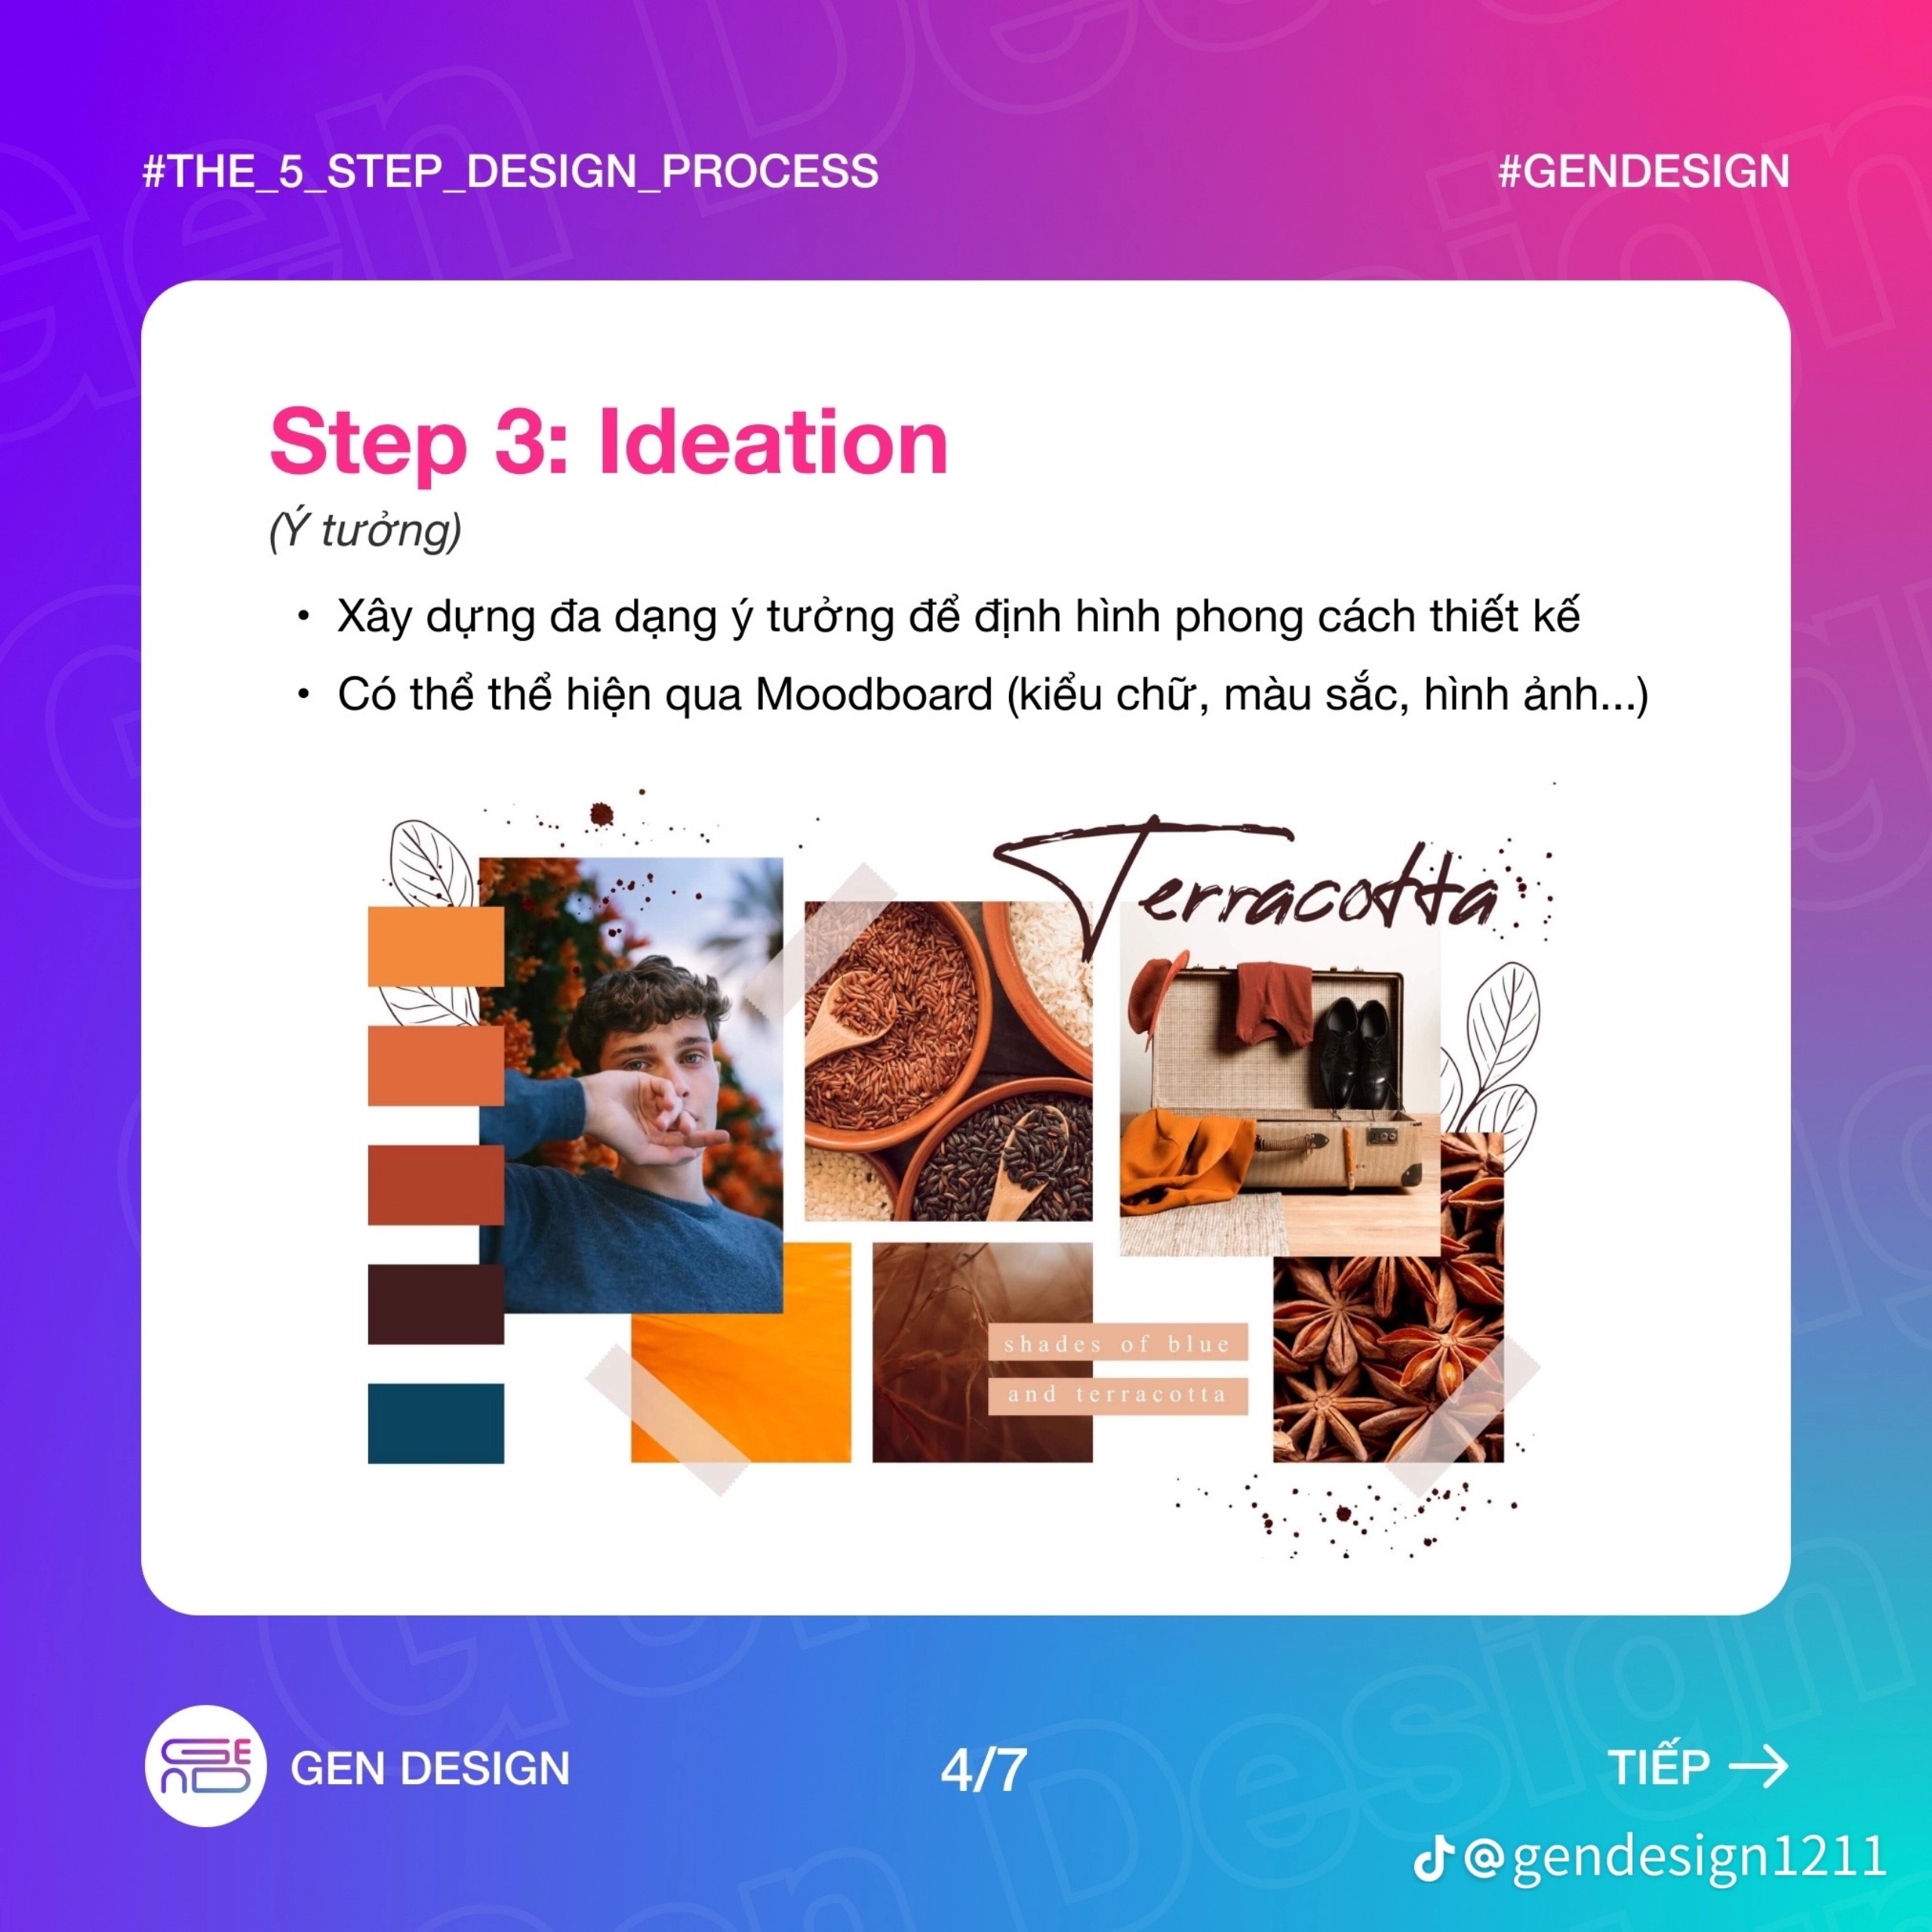 #THE_5_STEP_DESIGN_PROCESS
#GENDESIGN
Step 3: Ideation
(Ý tưởng)
• Xây dựng đa dạng ý tưởng để định hình phong cách thiết kế
• Có thể thể hiện qua Moodboard (kiểu chữ, màu sắc, hình ảnh...)
Terracotta
shades of blue
and terracotta
GEN DESIGN
4/7
TIẾP →
@gendesign1211